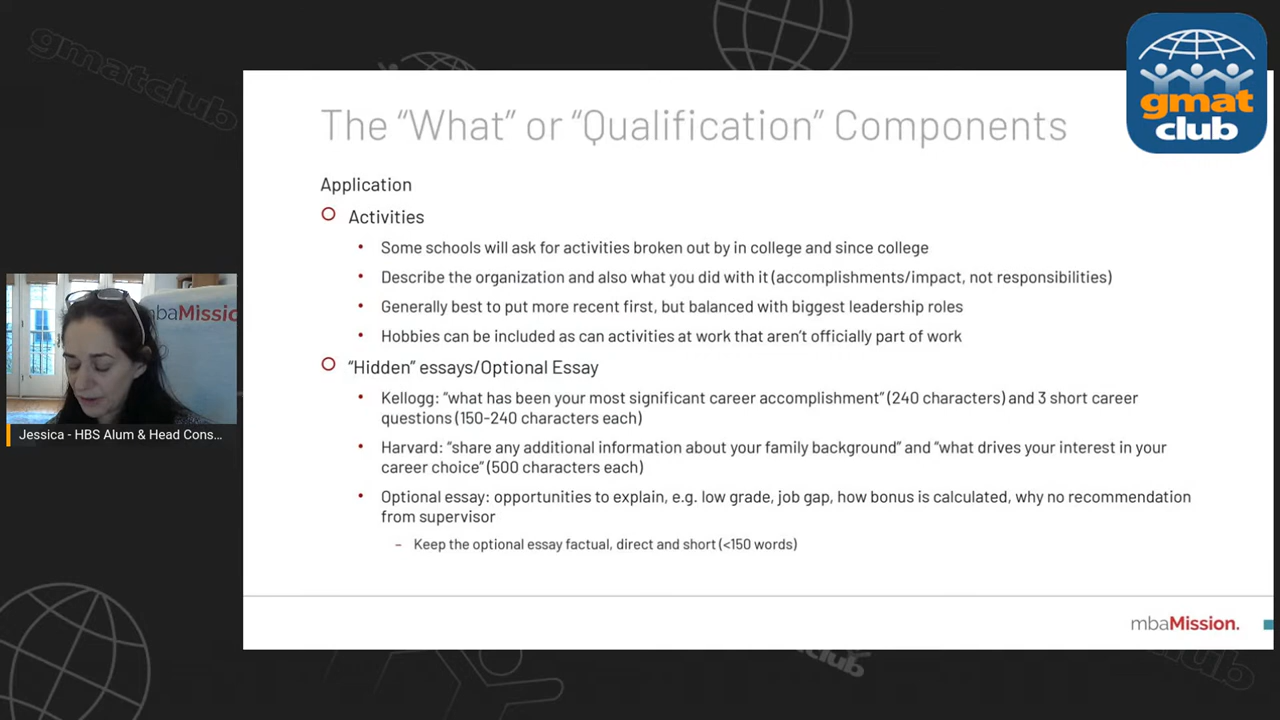 gmatclub
gmat
club
The “What” or “Qualification” Components
Application
Activities
• Some schools will ask for activities broken out by in college and since college
• Describe the organization and also what you did with it (accomplishments/impact, not responsibilities)
• Generally best to put more recent first, but balanced with biggest leadership roles
• Hobbies can be included as can activities at work that aren’t officially part of work
“Hidden” essays/Optional Essay
• Kellogg: “what has been your most significant career accomplishment” (240 characters) and 3 short career
questions (150-240 characters each)
• Harvard: “share any additional information about your family background” and “what drives your interest in your
career choice” (500 characters each)
• Optional essay: opportunities to explain, e.g. low grade, job gap, how bonus is calculated, why no recommendation
from supervisor
– Keep the optional essay factual, direct and short (<150 words)
mbaMission.
mbaMissio
Jessica - HBS Alum & Head Cons...
club